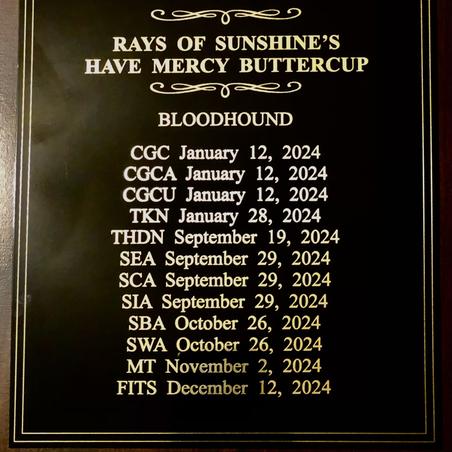 RAYS OF SUNSHINE'S
HAVE MERCY BUTTERCUP
BLOODHOUND
CGC January 12, 2024
CGCA January 12, 2024
CGCU January 12, 2024
TKN January 28, 2024
THDN September 19, 2024
SEA September 29, 2024
SCA September 29, 2024
SIA September 29, 2024
SBA October 26, 2024
SWA October 26, 2024
MT November 2, 2024
FITS December 12, 2024